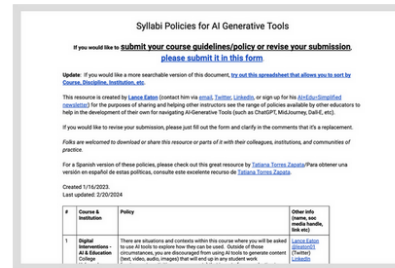 Syllabi Policies for AI Generative Tools
If you would like to submit your course guidelines/policy or revise your submission,
please submit it in this form.
Update: If you would like a more searchable version of this document, try out this spreadsheet that allows you to sort by
Course, Discipline, Institution, etc.
This resource is created by Lance Eaton (contact him via email, Twitter, LinkedIn, or sign up for his AI+Edu=Simplified
newsletter) for the purposes of sharing and helping other instructors see the range of policies available by other educators to
help in the development of their own for navigating AI-Generative Tools (such as ChatGPT, MidJourney, Dall-E, etc).
If you would like to revise your submission, please just fill out the form and clarify in the comments that it's a replacement.
Folks are welcomed to download or share this resource or parts of it with their colleagues, institutions, and communities of
practice.
For a Spanish version of these policies, please check out this great resource by Tatiana Torres Zapata/Para obtener una
versión en español de estas políticas, consulte este excelente recurso de Tatiana Torres Zapata.
Created 1/16/2023.
Last updated: 2/20/2024
# Course & Institution Policy Other info (name, soc media handle, link etc)
1 Digital Interventions - AI & Education College There are situations and contexts within this course where you will be asked
to use AI tools to explore how they can be used. Outside of those
circumstances, you are discouraged from using AI tools to generate content
(text, video, audio, images) that will end up in any student work
Lance Eaton
@leaton01
LinkedIn